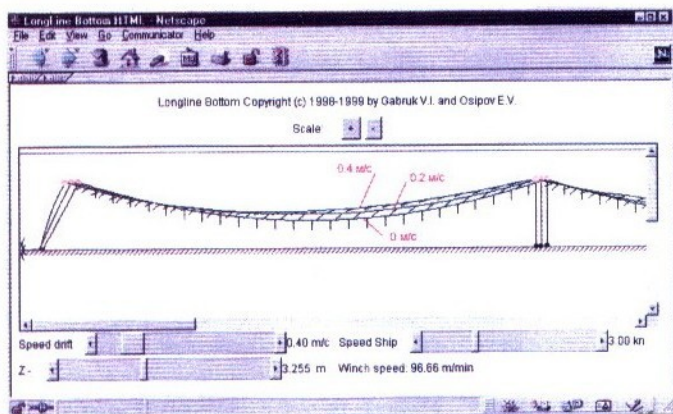 LongLine Bottom HTML - Netscape
File Edit View Go Communicator Help
Longline Bottom Copyright (c) 1998-1999 by Gabruk V.I. and Osipov E.V.
Scale + -
0.4 м/с
0.2 м/с
0 м/с
Speed drift 0.40 m/c Speed Ship 3.00 kn
Z - 3.255 m Winch speed: 96.66 m/min